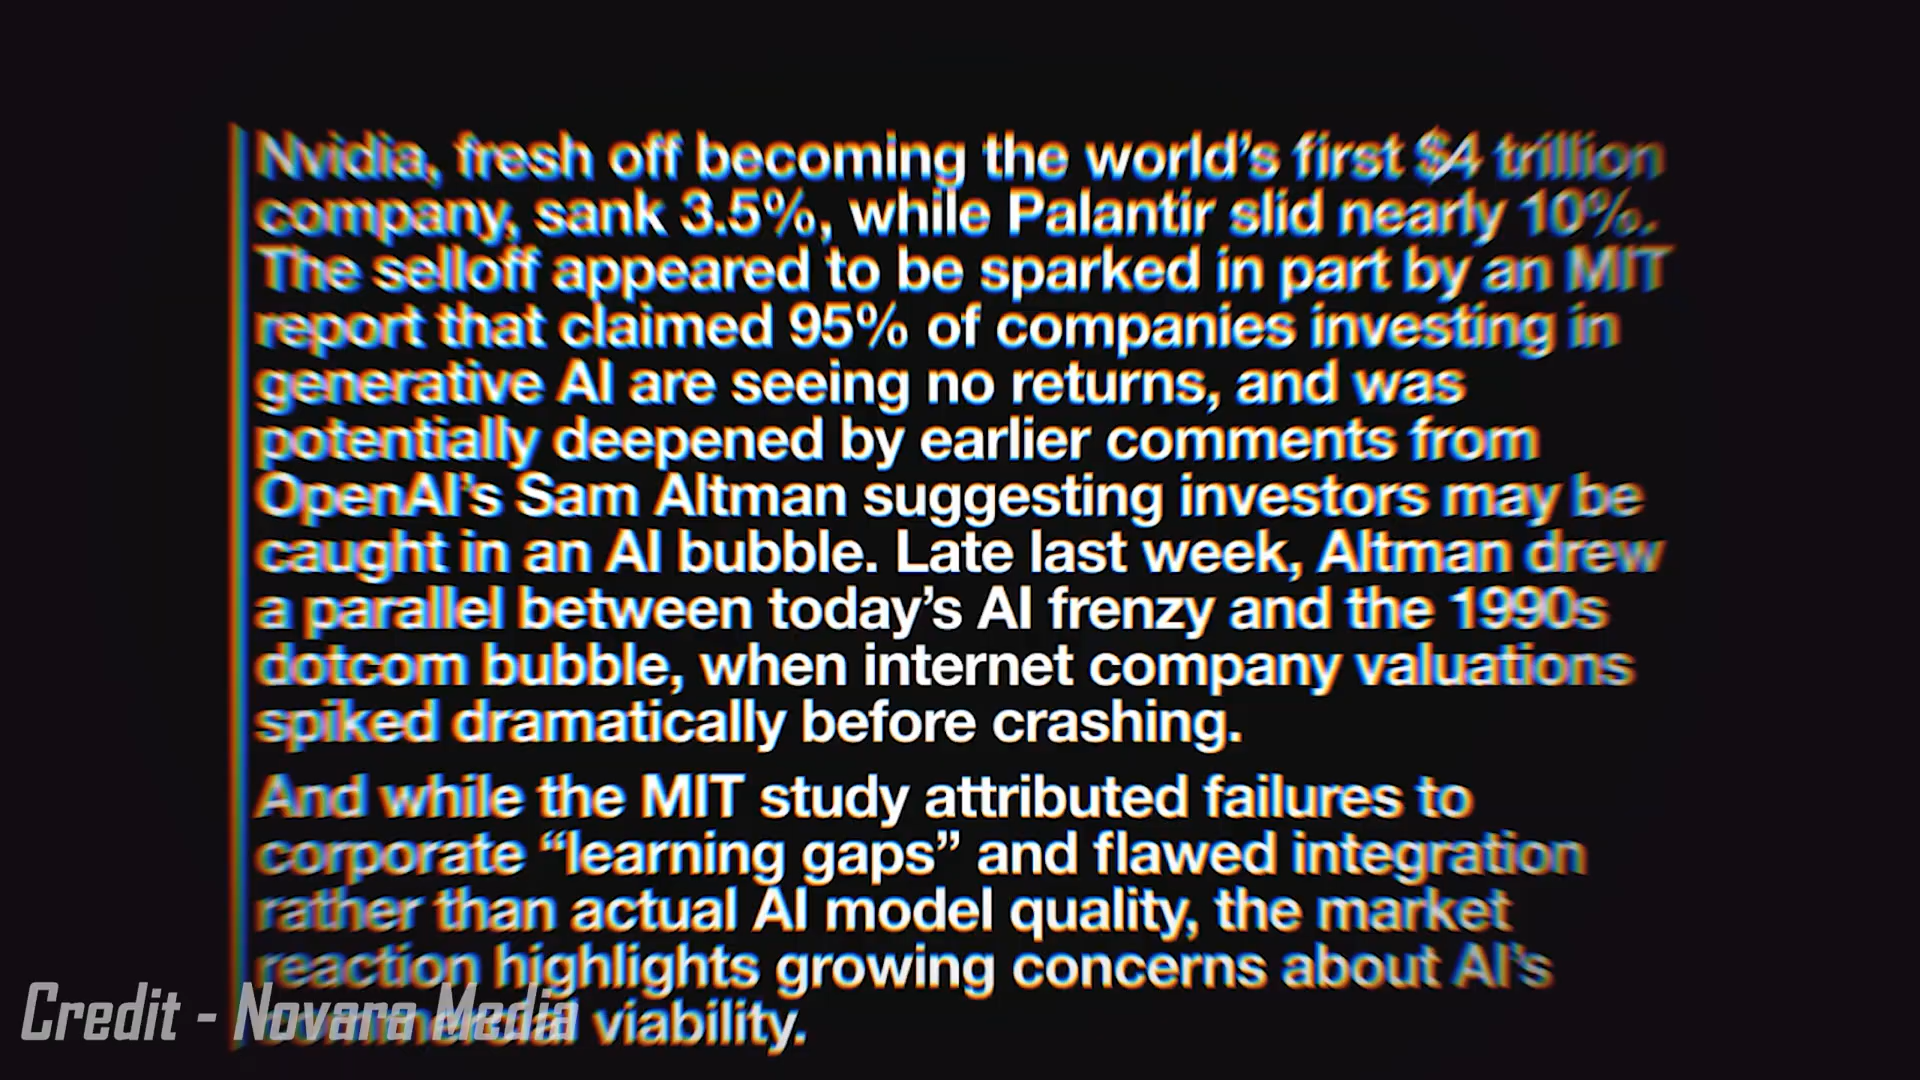 Nvidia, fresh off becoming the world's first $4 trillion
company, sank 3.5%, while Palantir slid nearly 10%.
The selloff appeared to be sparked in part by an MIT
report that claimed 95% of companies investing in
generative AI are seeing no returns, and was
potentially deepened by earlier comments from
OpenAI's Sam Altman suggesting investors may be
caught in an AI bubble. Late last week, Altman drew
a parallel between today's AI frenzy and the 1990s
dotcom bubble, when internet company valuations
spiked dramatically before crashing.
And while the MIT study attributed failures to
corporate “learning gaps” and flawed integration
rather than actual AI model quality, the market
reaction highlights growing concerns about AI's
commercial viability.
Credit - Novara Media